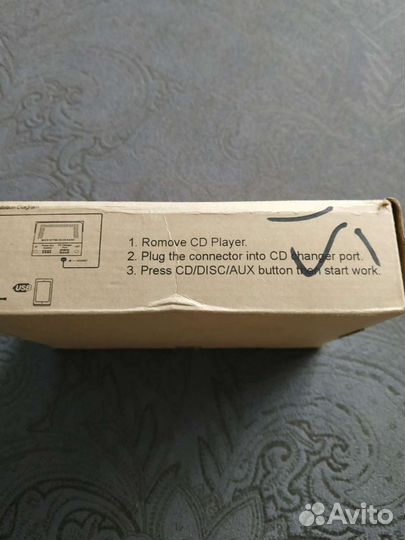 1. Romove CD Player.
2. Plug the connector into CD changer port.
3. Press CD/DISC/AUX button then start work.
USB
Avito